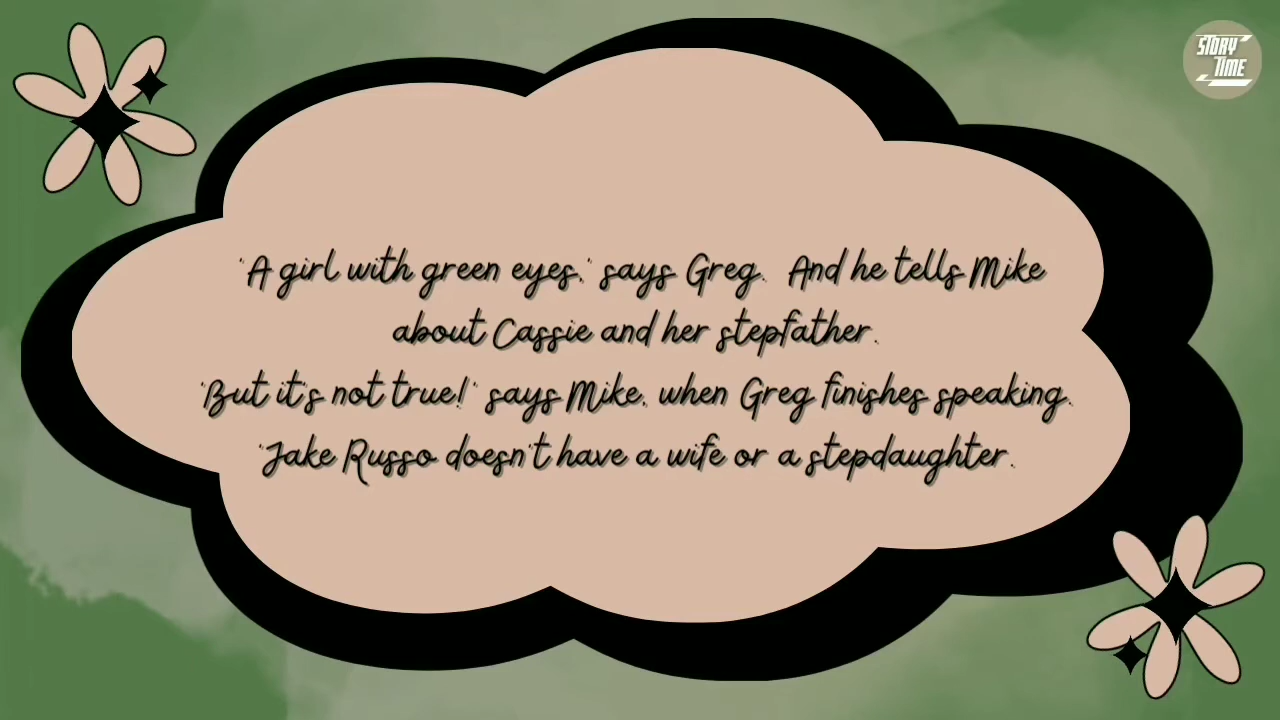 STORY
TIME
'A girl with green eyes,' says Greg. And he tells Mike
about Cassie and her stepfather.
'But it's not true!' says Mike, when Greg finishes speaking.
'Jake Russo doesn't have a wife or a stepdaughter.